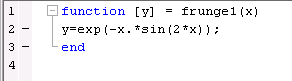 1 function [y] = frunge1(x)
2 - y=exp(-x.*sin(2*x));
3 - end
4